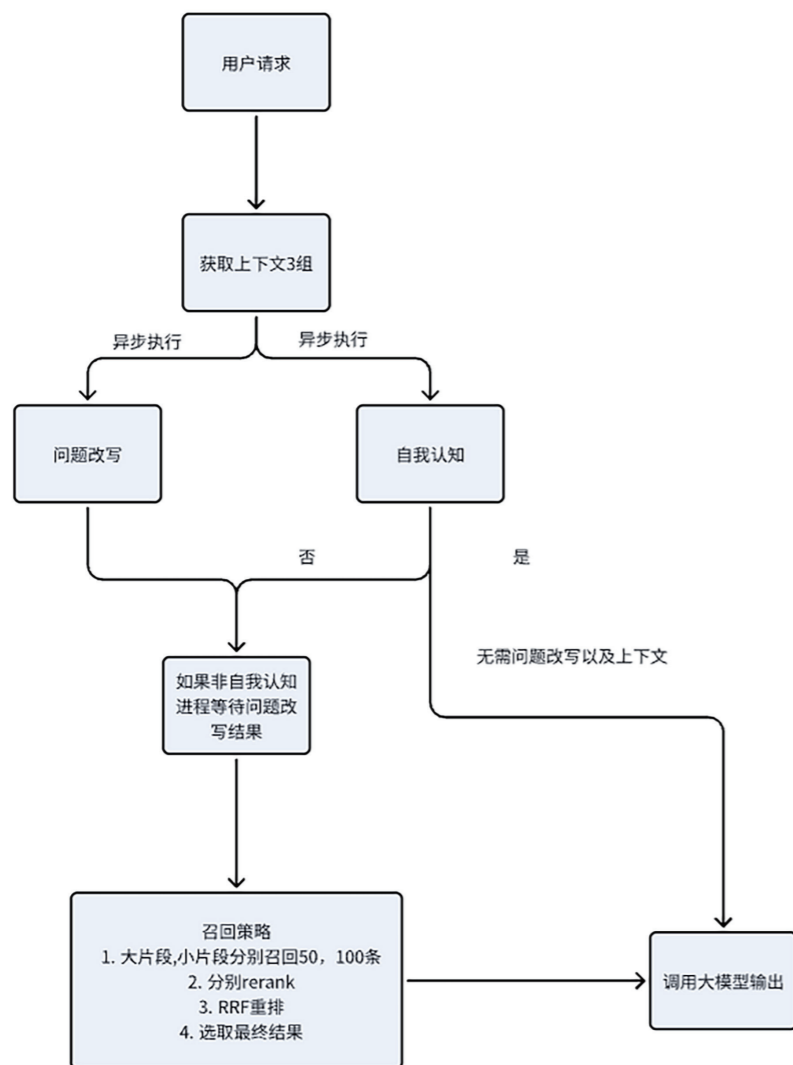 用户请求
获取上下文3组
异步执行
异步执行
问题改写
自我认知
否
是
无需问题改写以及上下文
如果非自我认知
进程等待问题改
写结果
召回策略
1. 大片段,小片段分别召回50，100条
2. 分别rerank
3. RRF重排
4. 选取最终结果
调用大模型输出